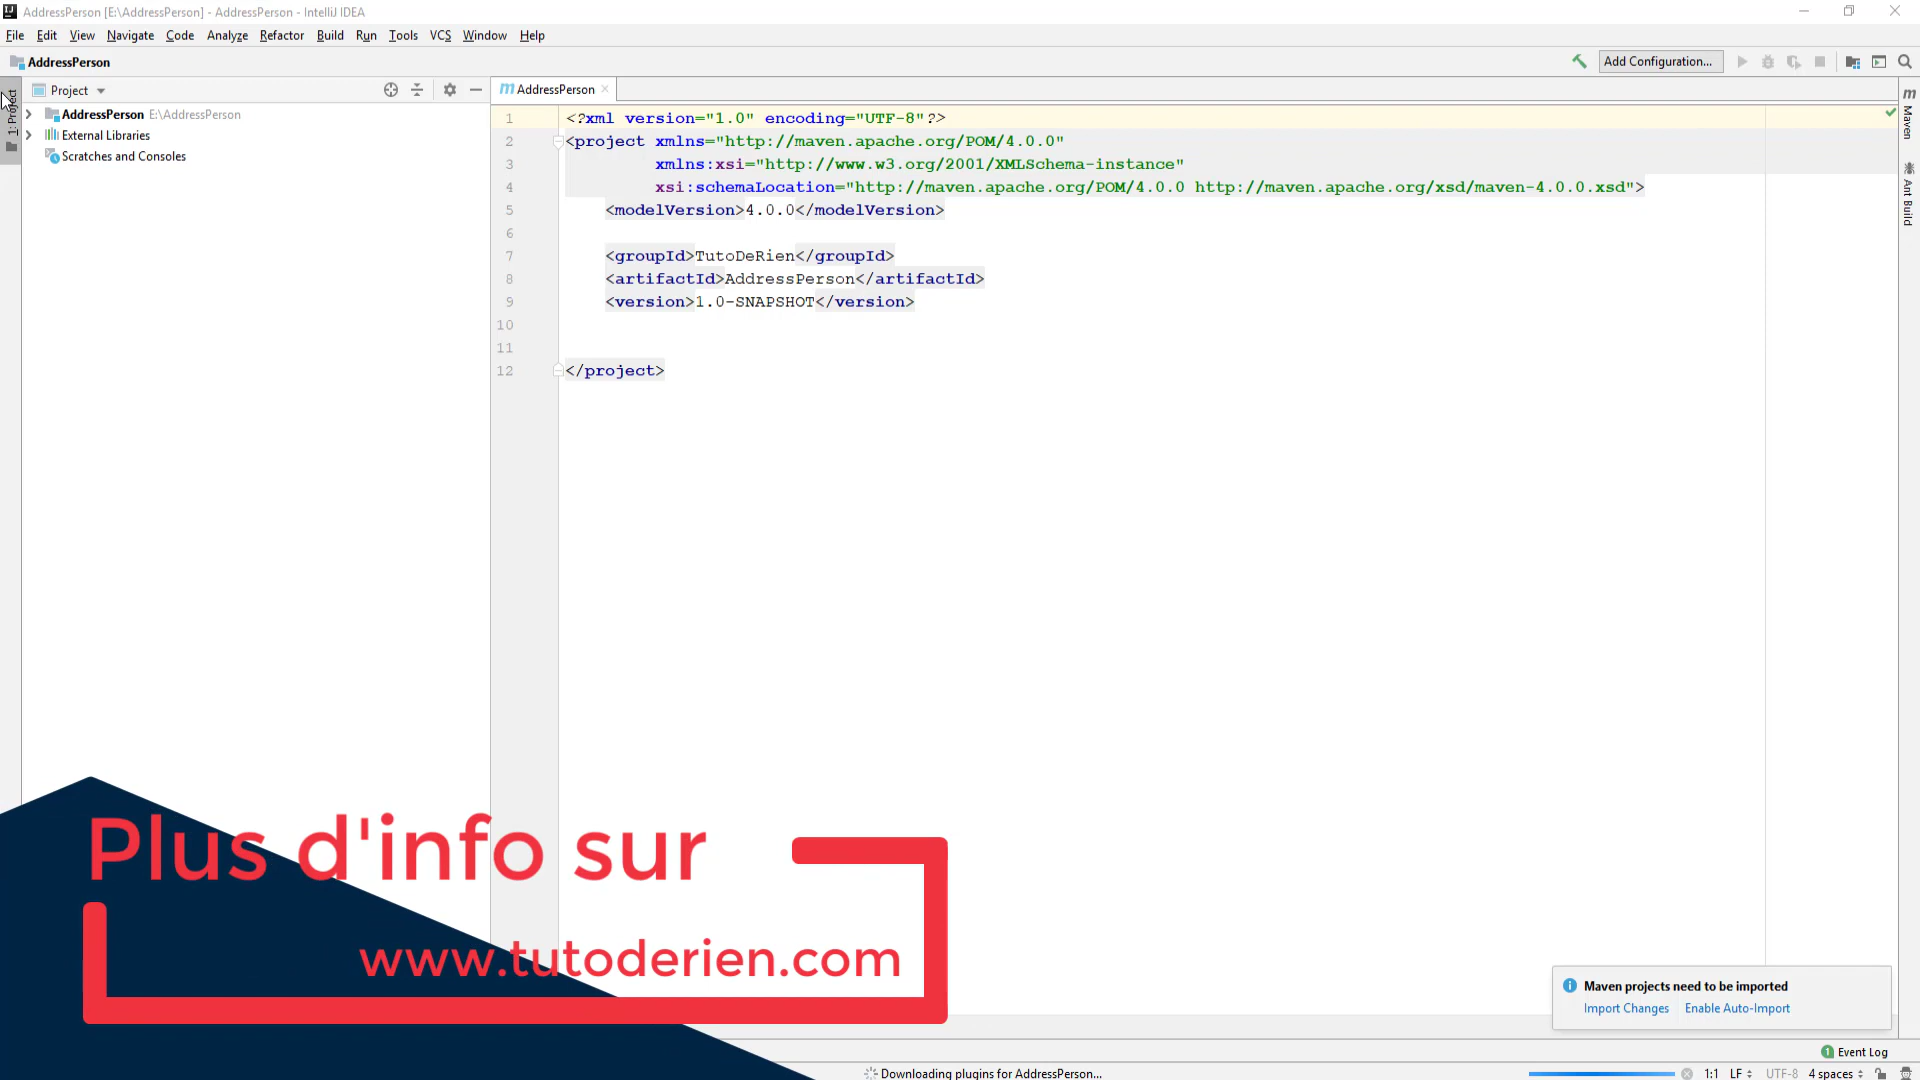 AddressPerson [E:\AddressPerson] - AddressPerson - IntelliJ IDEA
File Edit View Navigate Code Analyze Refactor Build Run Tools VCS Window Help
AddressPerson
Add Configuration...
1: Project
Project
AddressPerson E:\AddressPerson
External Libraries
Scratches and Consoles
AddressPerson
1 <?xml version="1.0" encoding="UTF-8"?>
2 <project xmlns="http://maven.apache.org/POM/4.0.0"
3 xmlns:xsi="http://www.w3.org/2001/XMLSchema-instance"
4 xsi:schemaLocation="http://maven.apache.org/POM/4.0.0 http://maven.apache.org/xsd/maven-4.0.0.xsd">
5 <modelVersion>4.0.0</modelVersion>
6
7 <groupId>TutoDeRien</groupId>
8 <artifactId>AddressPerson</artifactId>
9 <version>1.0-SNAPSHOT</version>
10
11
12 </project>
Maven
Ant Build
Plus d'info sur
www.tutoderien.com
Maven projects need to be imported
Import Changes Enable Auto-Import
1 Event Log
Downloading plugins for AddressPerson...
1:1 LF UTF-8 4 spaces